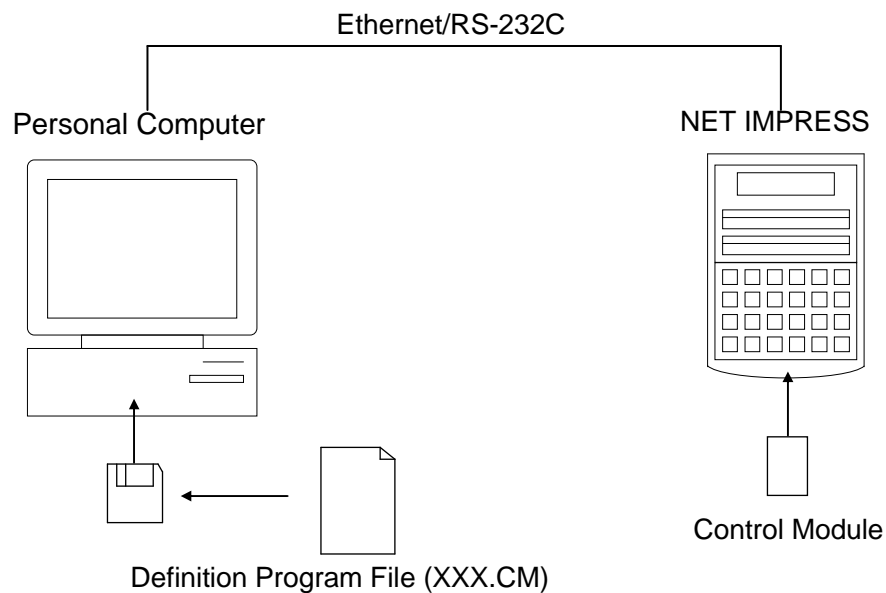 Ethernet/RS-232C
Personal Computer
NET IMPRESS
Control Module
Definition Program File (XXX.CM)